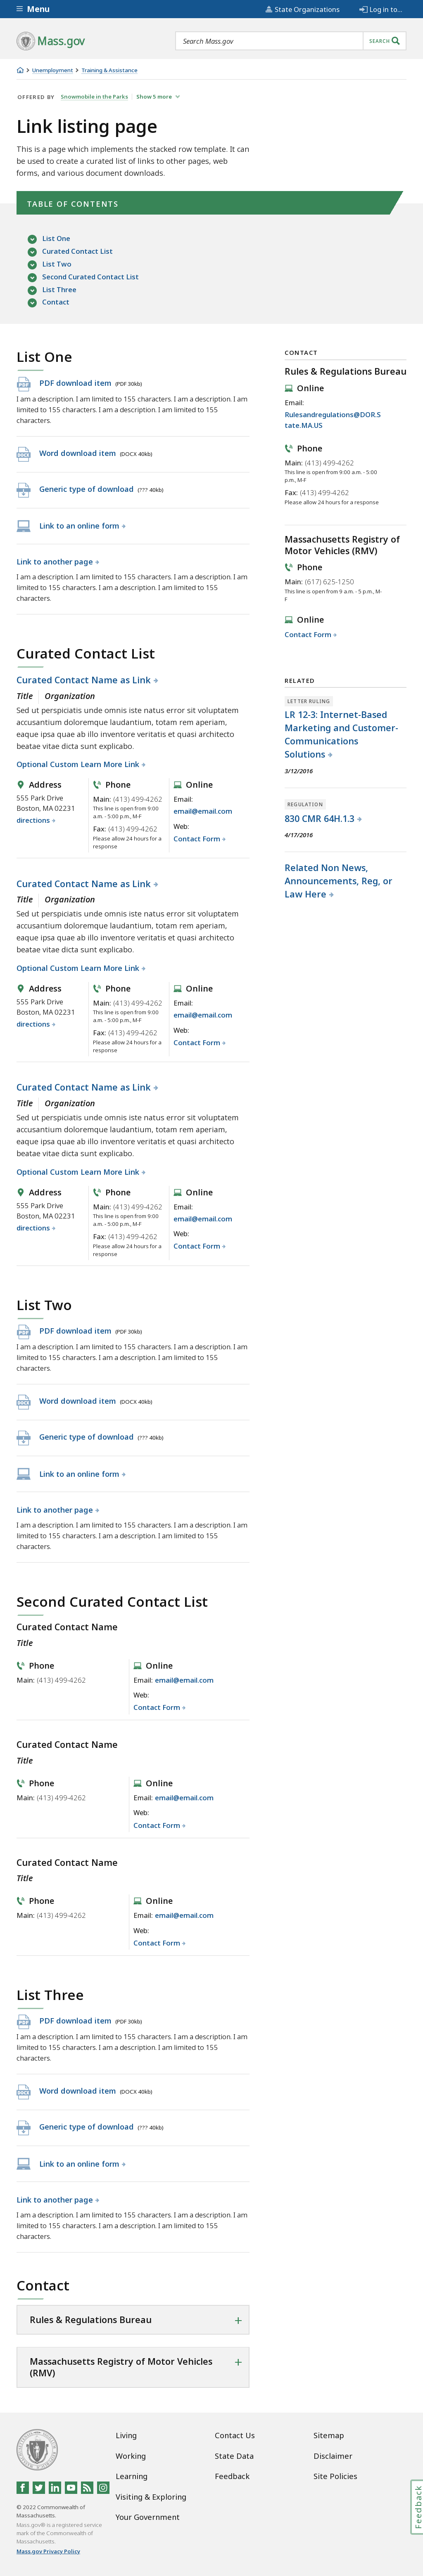 Menu
State Organizations
Log in to...
Mass.gov
Search Mass.gov
SEARCH
Unemployment
Training & Assistance
OFFERED BY Snowmobile in the Parks Show 5 more
Link listing page
This is a page which implements the stacked row template. It can
be used to create a curated list of links to other pages, web
forms, and various document downloads.
TABLE OF CONTENTS
List One
Curated Contact List
List Two
Second Curated Contact List
List Three
Contact
List One
PDF download item (PDF 30kb)
I am a description. I am limited to 155 characters. I am a description. I am
limited to 155 characters. I am a description. I am limited to 155
characters.
Word download item (DOCX 40kb)
Generic type of download (??? 40kb)
Link to an online form
Link to another page
I am a description. I am limited to 155 characters. I am a description. I am
limited to 155 characters. I am a description. I am limited to 155
characters.
Curated Contact List
Curated Contact Name as Link
Title Organization
Sed ut perspiciatis unde omnis iste natus error sit voluptatem
accusantium doloremque laudantium, totam rem aperiam,
eaque ipsa quae ab illo inventore veritatis et quasi architecto
beatae vitae dicta sunt explicabo.
Optional Custom Learn More Link
Address
555 Park Drive
Boston, MA 02231
directions
Phone
Main: (413) 499-4262
This line is open from 9:00
a.m. - 5:00 p.m., M-F
Fax: (413) 499-4262
Please allow 24 hours for a
response
Online
Email:
email@email.com
Web:
Contact Form
Curated Contact Name as Link
Title Organization
Sed ut perspiciatis unde omnis iste natus error sit voluptatem
accusantium doloremque laudantium, totam rem aperiam,
eaque ipsa quae ab illo inventore veritatis et quasi architecto
beatae vitae dicta sunt explicabo.
Optional Custom Learn More Link
Address
555 Park Drive
Boston, MA 02231
directions
Phone
Main: (413) 499-4262
This line is open from 9:00
a.m. - 5:00 p.m., M-F
Fax: (413) 499-4262
Please allow 24 hours for a
response
Online
Email:
email@email.com
Web:
Contact Form
Curated Contact Name as Link
Title Organization
Sed ut perspiciatis unde omnis iste natus error sit voluptatem
accusantium doloremque laudantium, totam rem aperiam,
eaque ipsa quae ab illo inventore veritatis et quasi architecto
beatae vitae dicta sunt explicabo.
Optional Custom Learn More Link
Address
555 Park Drive
Boston, MA 02231
directions
Phone
Main: (413) 499-4262
This line is open from 9:00
a.m. - 5:00 p.m., M-F
Fax: (413) 499-4262
Please allow 24 hours for a
response
Online
Email:
email@email.com
Web:
Contact Form
List Two
PDF download item (PDF 30kb)
I am a description. I am limited to 155 characters. I am a description. I am
limited to 155 characters. I am a description. I am limited to 155
characters.
Word download item (DOCX 40kb)
Generic type of download (??? 40kb)
Link to an online form
Link to another page
I am a description. I am limited to 155 characters. I am a description. I am
limited to 155 characters. I am a description. I am limited to 155
characters.
Second Curated Contact List
Curated Contact Name
Title
Phone
Main: (413) 499-4262
Online
Email: email@email.com
Web:
Contact Form
Curated Contact Name
Title
Phone
Main: (413) 499-4262
Online
Email: email@email.com
Web:
Contact Form
Curated Contact Name
Title
Phone
Main: (413) 499-4262
Online
Email: email@email.com
Web:
Contact Form
List Three
PDF download item (PDF 30kb)
I am a description. I am limited to 155 characters. I am a description. I am
limited to 155 characters. I am a description. I am limited to 155
characters.
Word download item (DOCX 40kb)
Generic type of download (??? 40kb)
Link to an online form
Link to another page
I am a description. I am limited to 155 characters. I am a description. I am
limited to 155 characters. I am a description. I am limited to 155
characters.
Contact
Rules & Regulations Bureau
Massachusetts Registry of Motor Vehicles
(RMV)
CONTACT
Rules & Regulations Bureau
Online
Email:
Rulesandregulations@DOR.S
tate.MA.US
Phone
Main: (413) 499-4262
This line is open from 9:00 a.m. - 5:00
p.m., M-F
Fax: (413) 499-4262
Please allow 24 hours for a response
Massachusetts Registry of
Motor Vehicles (RMV)
Phone
Main: (617) 625-1250
This line is open from 9 a.m. - 5 p.m., M-
F
Online
Contact Form
RELATED
LETTER RULING
LR 12-3: Internet-Based
Marketing and Customer-
Communications
Solutions
3/12/2016
REGULATION
830 CMR 64H.1.3
4/17/2016
Related Non News,
Announcements, Reg, or
Law Here
Feedback
© 2022 Commonwealth of
Massachusetts.
Mass.gov® is a registered service
mark of the Commonwealth of
Massachusetts.
Mass.gov Privacy Policy
Living
Working
Learning
Visiting & Exploring
Your Government
Contact Us
State Data
Feedback
Sitemap
Disclaimer
Site Policies